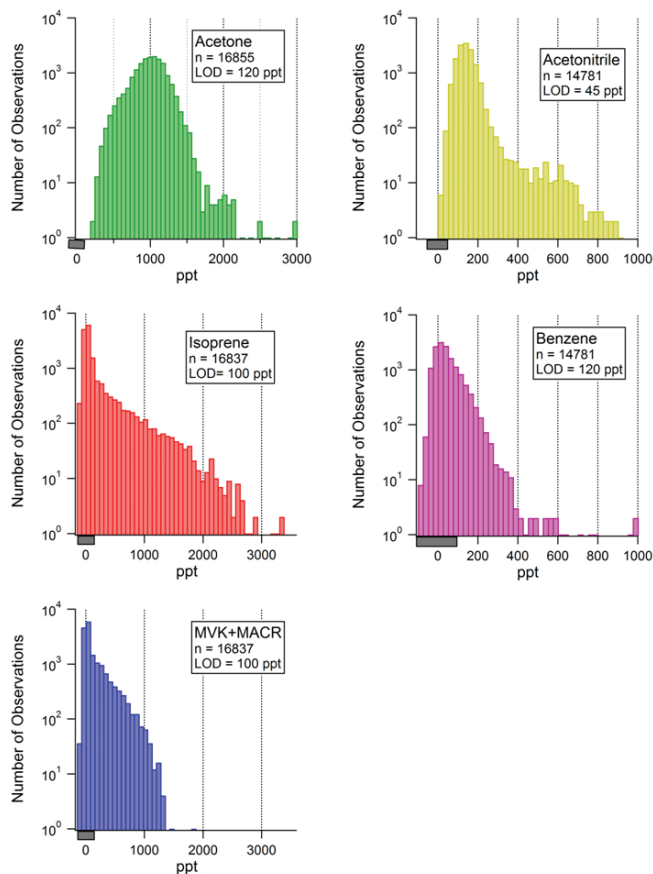 Acetone
n = 16855
LOD = 120 ppt
Number of Observations
10⁴
10³
10²
10¹
10⁰
0 1000 2000 3000
ppt
Acetonitrile
n = 14781
LOD = 45 ppt
Number of Observations
10⁴
10³
10²
10¹
10⁰
0 200 400 600 800 1000
ppt
Isoprene
n = 16837
LOD= 100 ppt
Number of Observations
10⁴
10³
10²
10¹
10⁰
0 1000 2000 3000
ppt
Benzene
n = 14781
LOD = 120 ppt
Number of Observations
10⁴
10³
10²
10¹
10⁰
0 200 400 600 800 1000
ppt
MVK+MACR
n = 16837
LOD = 100 ppt
Number of Observations
10⁴
10³
10²
10¹
10⁰
0 1000 2000 3000
ppt